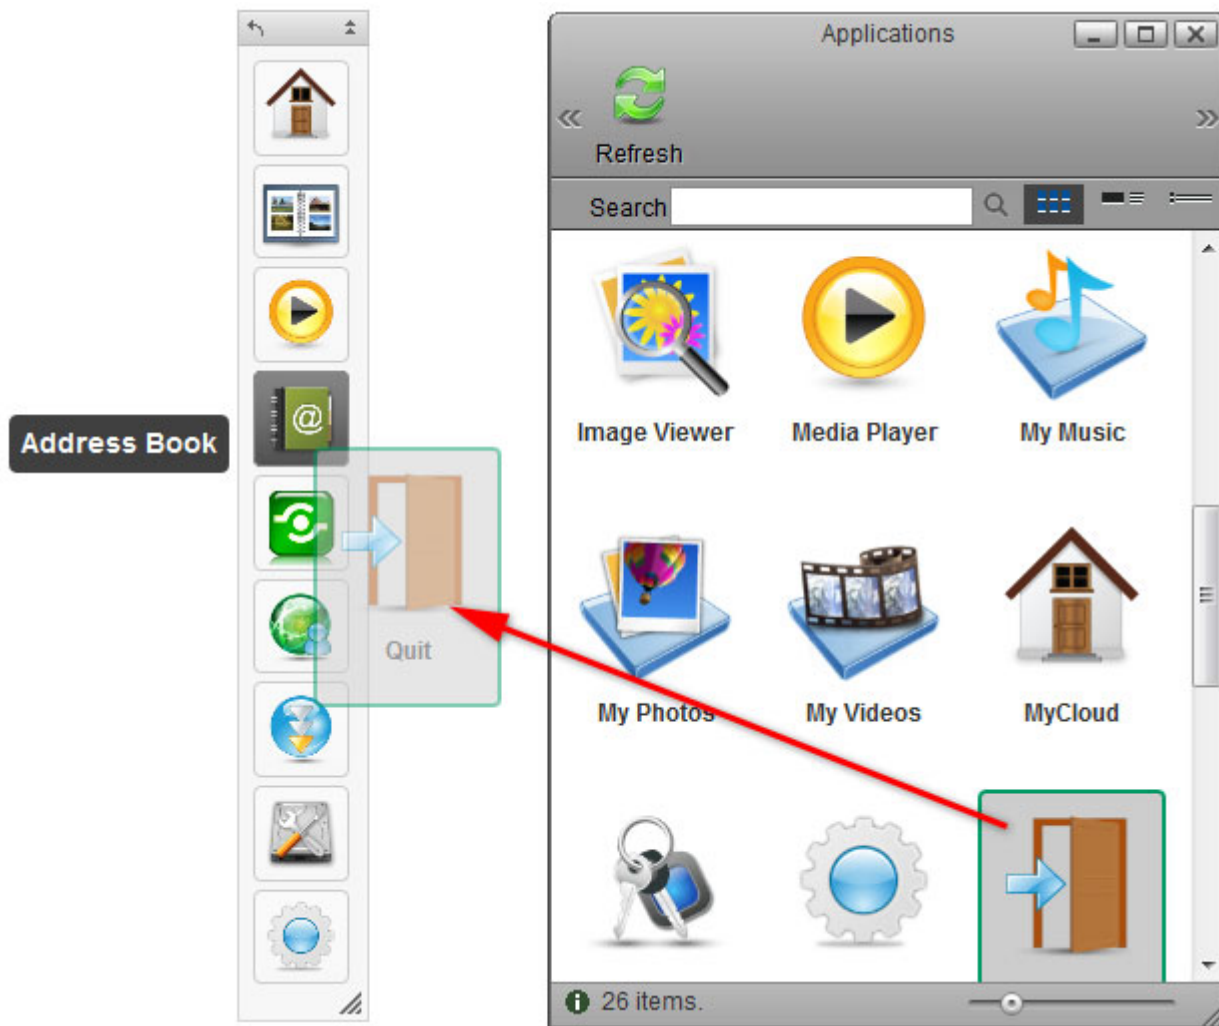 Applications
Refresh
Search
Address Book
@
Image Viewer
Media Player
My Music
Quit
My Photos
My Videos
MyCloud
26 items.